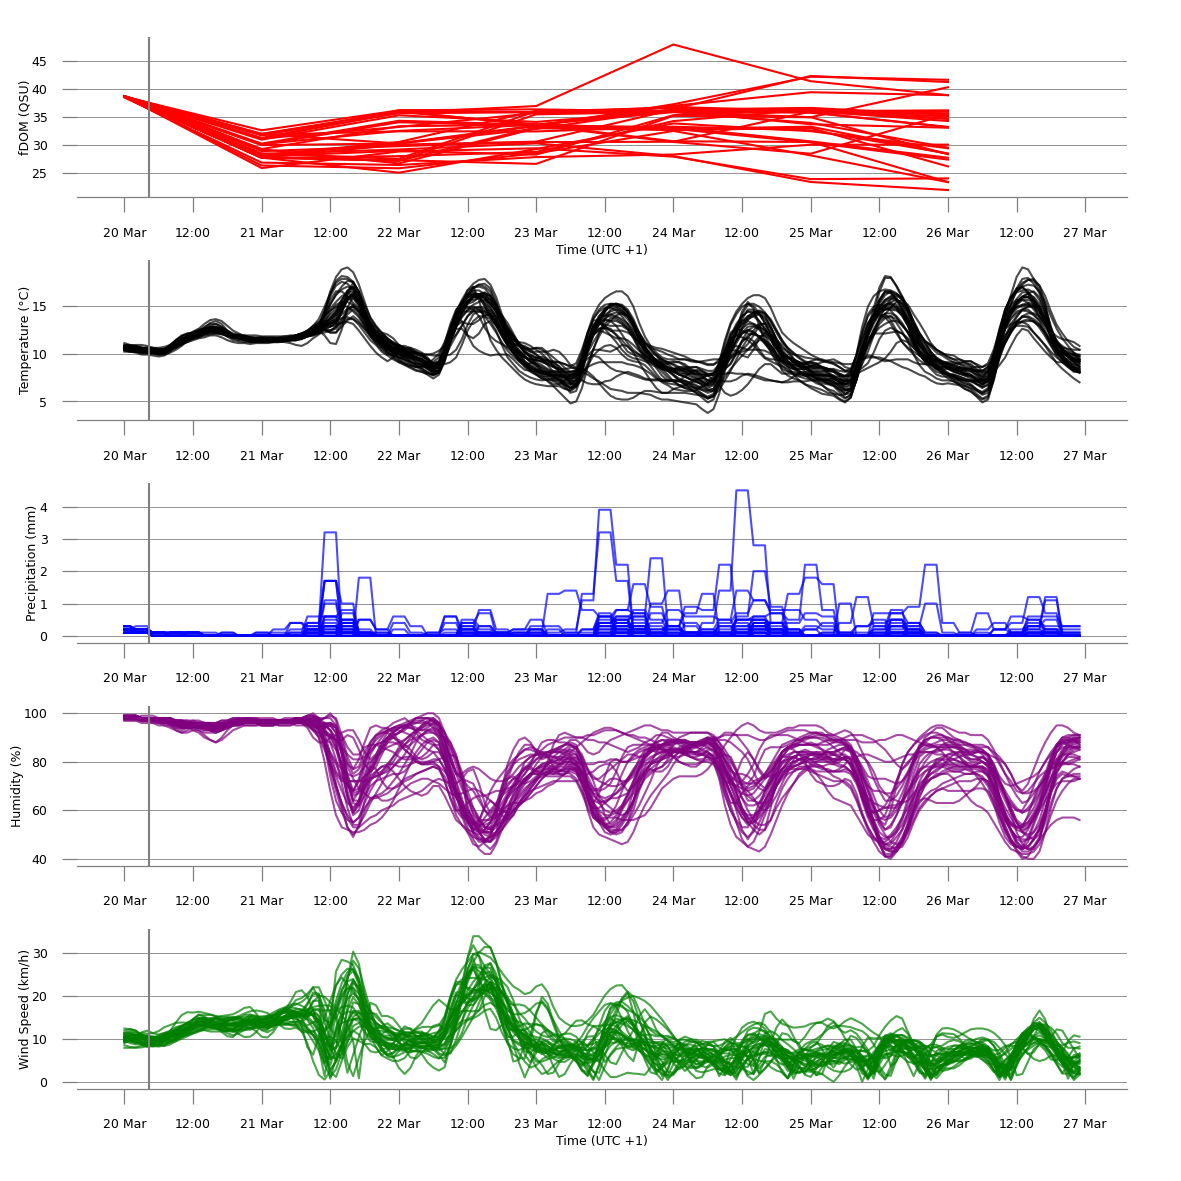 fDOM (QSU)
45
40
35
30
25
20 Mar 12:00 21 Mar 12:00 22 Mar 12:00 23 Mar 12:00 24 Mar 12:00 25 Mar 12:00 26 Mar 12:00 27 Mar
Time (UTC +1)
Temperature (°C)
15
10
5
20 Mar 12:00 21 Mar 12:00 22 Mar 12:00 23 Mar 12:00 24 Mar 12:00 25 Mar 12:00 26 Mar 12:00 27 Mar
Precipitation (mm)
4
3
2
1
0
20 Mar 12:00 21 Mar 12:00 22 Mar 12:00 23 Mar 12:00 24 Mar 12:00 25 Mar 12:00 26 Mar 12:00 27 Mar
Humidity (%)
100
80
60
40
20 Mar 12:00 21 Mar 12:00 22 Mar 12:00 23 Mar 12:00 24 Mar 12:00 25 Mar 12:00 26 Mar 12:00 27 Mar
Wind Speed (km/h)
30
20
10
0
20 Mar 12:00 21 Mar 12:00 22 Mar 12:00 23 Mar 12:00 24 Mar 12:00 25 Mar 12:00 26 Mar 12:00 27 Mar
Time (UTC +1)